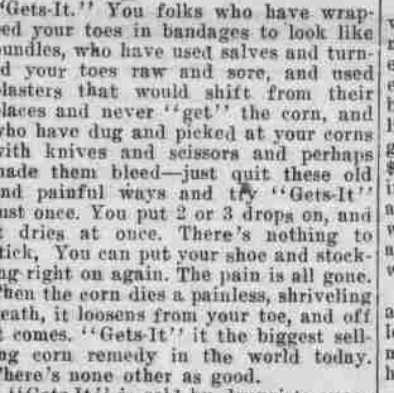 "Gets-It." You folks who have wrap-
ed your toes in bandages to look like
undles, who have used salves and turn-
d your toes raw and sore, and used
lasters that would shift from their
laces and never "get" the corn, and
ho have dug and picked at your corns
ith knives and scissors and perhaps
ade them bleed—just quit these old
nd painful ways and try "Gets-It"
ust once. You put 2 or 3 drops on, and
t dries at once. There's nothing to
tick, You can put your shoe and stock-
ng right on again. The pain is all gone.
hen the corn dies a painless, shriveling
eath, it loosens from your toe, and off
t comes. "Gets-It" it the biggest sell-
ng corn remedy in the world today.
here's none other as good.